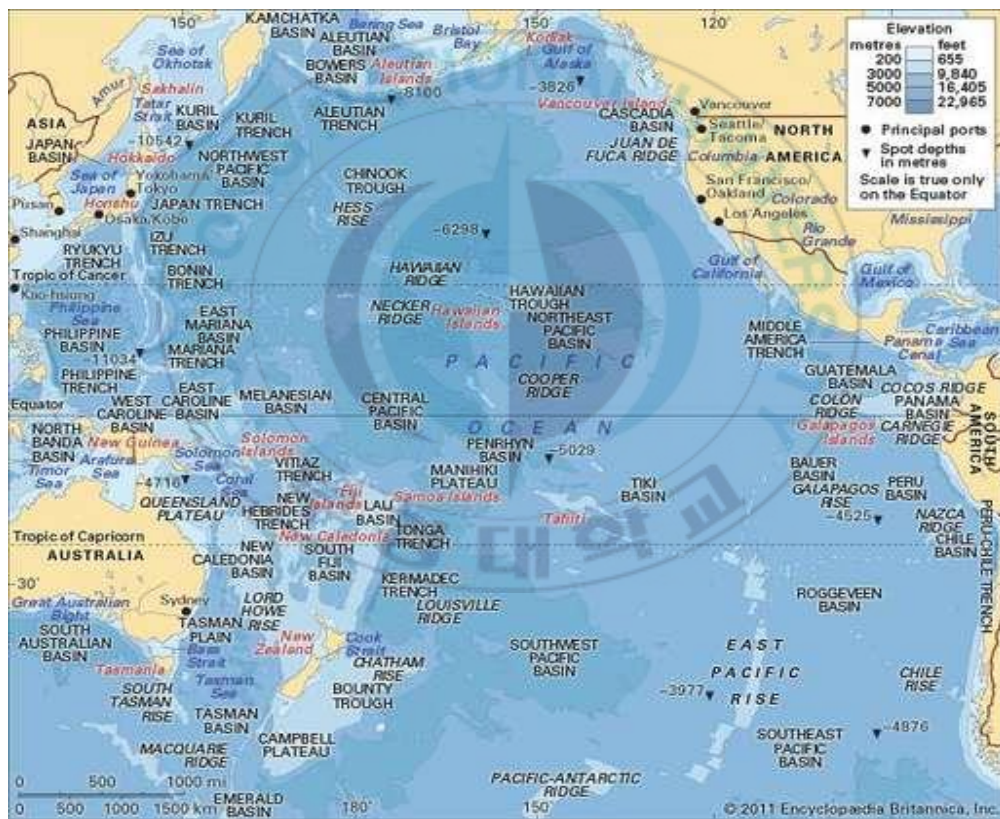 150°
150°
120°
KAMCHATKA
BASIN
Bering Sea
ALEUTIAN
BASIN
BOWERS
BASIN
Aleutian
Islands
Bristol
Bay
Kodiak I.
Gulf of
Alaska
Sea of
Okhotsk
Amur
Sakhalin
Tatar
Strait
KURIL
BASIN
KURIL
TRENCH
ALEUTIAN
TRENCH
-8100
-3826
Vancouver Island
CASCADIA
BASIN
JUAN DE
FUCA RIDGE
Vancouver
Seattle/
Tacoma
Columbia
NORTH
AMERICA
Elevation
metres feet
200 655
3000 9,840
5000 16,405
7000 22,965
Principal ports
Spot depths
in metres
Scale is true only
on the Equator
ASIA
JAPAN
BASIN
-10542
Hokkaido
Sea of
Japan
Yokohama
Tokyo
Honshu
Osaka-Kobe
Pusan
Shanghai
NORTHWEST
PACIFIC
BASIN
JAPAN TRENCH
CHINOOK
TROUGH
HESS
RISE
-6298
San Francisco/
Oakland
Colorado
Los Angeles
Rio
Grande
Mississippi
RYUKYU
TRENCH
IZU
TRENCH
Tropic of Cancer
Kao-hsiung
BONIN
TRENCH
HAWAIIAN
RIDGE
Gulf of
California
Gulf of
Mexico
Philippine
Sea
PHILIPPINE
BASIN
-11034
PHILIPPINE
TRENCH
EAST
MARIANA
BASIN
MARIANA
TRENCH
NECKER
RIDGE
Hawaiian
Islands
HAWAIIAN
TROUGH
NORTHEAST
PACIFIC
BASIN
PACIFIC
COOPER
RIDGE
MIDDLE
AMERICA
TRENCH
Caribbean
Sea
Panama
Canal
GUATEMALA
BASIN
COCOS RIDGE
COLÓN
RIDGE
PANAMA
BASIN
Galapagos
Islands
CARNEGIE
RIDGE
SOUTH
AMERICA
Equator
WEST
CAROLINE
BASIN
EAST
CAROLINE
BASIN
MELANESIAN
BASIN
CENTRAL
PACIFIC
BASIN
OCEAN
NORTH
BANDA
BASIN
New Guinea
Timor
Sea
Arafura
Sea
Solomon
Islands
Solomon
Sea
VITIAZ
TRENCH
PENRHYN
BASIN
-5029
MANIHIKI
PLATEAU
TIKI
BASIN
BAUER
BASIN
GALAPAGOS
RISE
PERU
BASIN
-4525
NAZCA
RIDGE
CHILE
BASIN
PERU-CHILE TRENCH
-4716
Coral
Sea
QUEENSLAND
PLATEAU
NEW
HEBRIDES
TRENCH
Fiji
Islands
LAU
BASIN
Samoa Islands
TONGA
TRENCH
Tahiti
대학교
Tropic of Capricorn
AUSTRALIA
New Caledonia
NEW
CALEDONIA
BASIN
SOUTH
FIJI
BASIN
KERMADEC
TRENCH
LOUISVILLE
RIDGE
ROGGEVEEN
BASIN
-30°
Great Australian
Bight
SOUTH
AUSTRALIAN
BASIN
Sydney
TASMAN
PLAIN
Bass
Strait
LORD
HOWE
RISE
New
Zealand
Cook
Strait
CHATHAM
RISE
BOUNTY
TROUGH
SOUTHWEST
PACIFIC
BASIN
EAST
PACIFIC
RISE
-3977
CHILE
RISE
-4876
Tasmania
SOUTH
TASMAN
RISE
Tasman
Sea
TASMAN
BASIN
MACQUARIE
RIDGE
CAMPBELL
PLATEAU
SOUTHEAST
PACIFIC
BASIN
PACIFIC-ANTARCTIC
RIDGE
0 500 1000 mi
0 500 1000 1500 km
EMERALD
BASIN
180°
150°
© 2011 Encyclopædia Britannica, Inc.